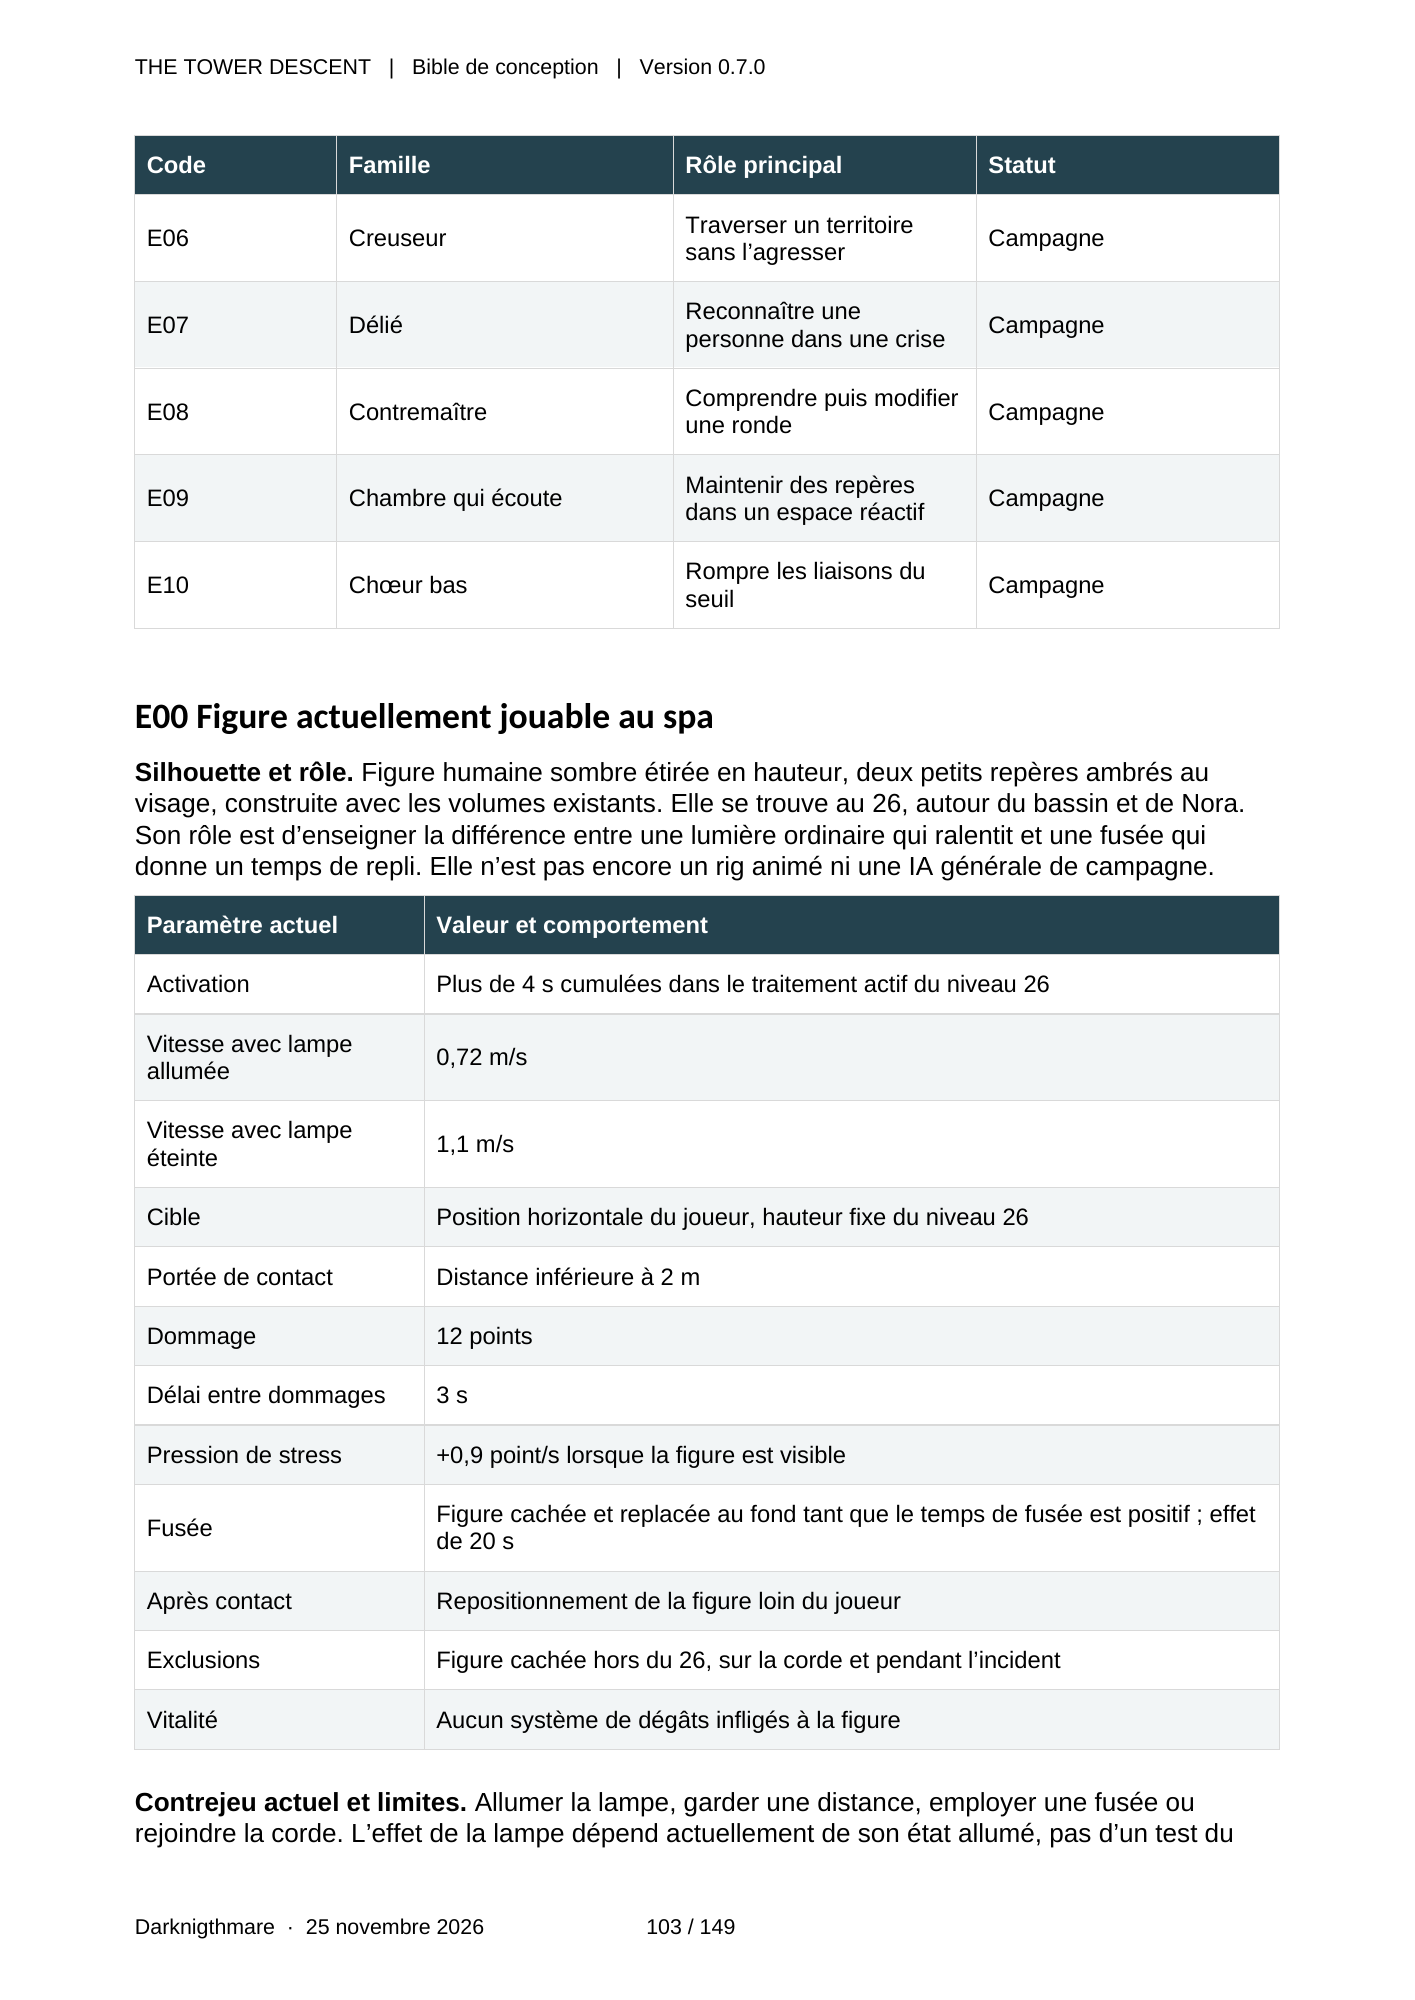 THE TOWER DESCENT | Bible de conception | Version 0.7.0
Code Famille Rôle principal Statut
E06 Creuseur Traverser un territoire
sans l’agresser Campagne
E07 Délié Reconnaître une
personne dans une crise Campagne
E08 Contremaître Comprendre puis modifier
une ronde Campagne
E09 Chambre qui écoute Maintenir des repères
dans un espace réactif Campagne
E10 Chœur bas Rompre les liaisons du
seuil Campagne
E00 Figure actuellement jouable au spa
Silhouette et rôle. Figure humaine sombre étirée en hauteur, deux petits repères ambrés au
visage, construite avec les volumes existants. Elle se trouve au 26, autour du bassin et de Nora.
Son rôle est d’enseigner la différence entre une lumière ordinaire qui ralentit et une fusée qui
donne un temps de repli. Elle n’est pas encore un rig animé ni une IA générale de campagne.
Paramètre actuel Valeur et comportement
Activation Plus de 4 s cumulées dans le traitement actif du niveau 26
Vitesse avec lampe
allumée 0,72 m/s
Vitesse avec lampe
éteinte 1,1 m/s
Cible Position horizontale du joueur, hauteur fixe du niveau 26
Portée de contact Distance inférieure à 2 m
Dommage 12 points
Délai entre dommages 3 s
Pression de stress +0,9 point/s lorsque la figure est visible
Fusée Figure cachée et replacée au fond tant que le temps de fusée est positif ; effet
de 20 s
Après contact Repositionnement de la figure loin du joueur
Exclusions Figure cachée hors du 26, sur la corde et pendant l’incident
Vitalité Aucun système de dégâts infligés à la figure
Contrejeu actuel et limites. Allumer la lampe, garder une distance, employer une fusée ou
rejoindre la corde. L’effet de la lampe dépend actuellement de son état allumé, pas d’un test du
Darknigthmare · 25 novembre 2026 103 / 149